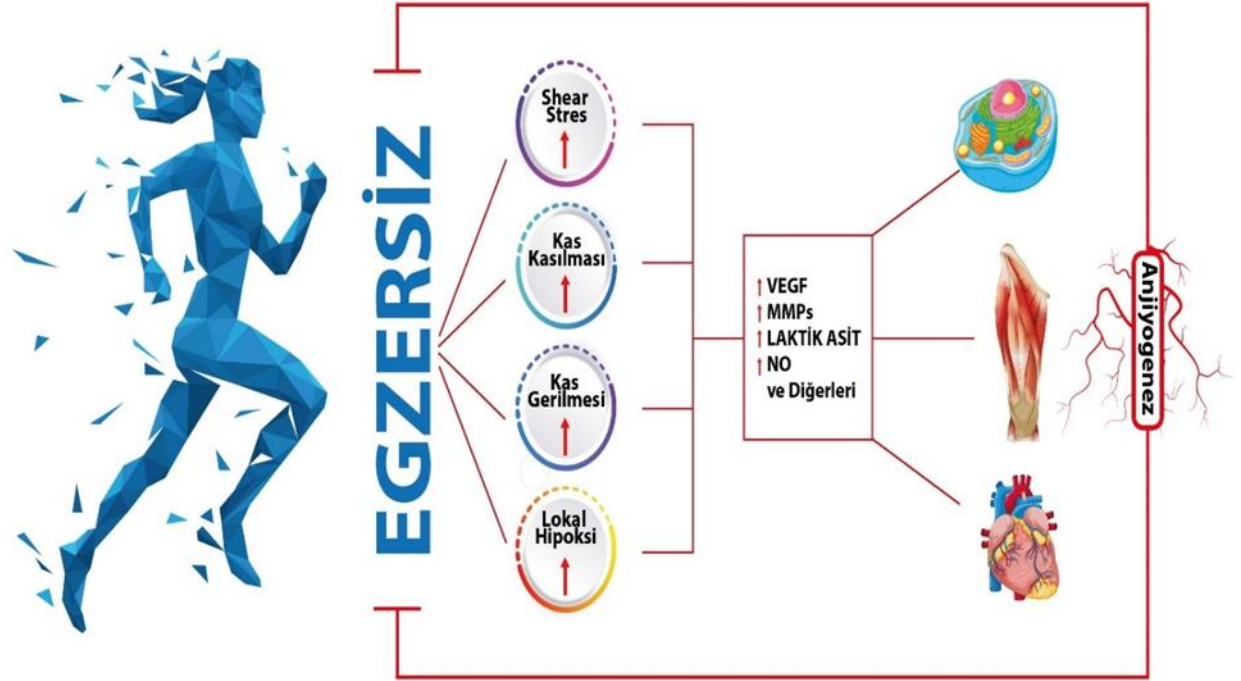 EGZERSİZ
Shear
Stres
Kas
Kasılması
Kas
Gerilmesi
Lokal
Hipoksi
↑ VEGF
↑ MMPs
↑ LAKTİK ASİT
↑ NO
ve Diğerleri
Anjiyogenez